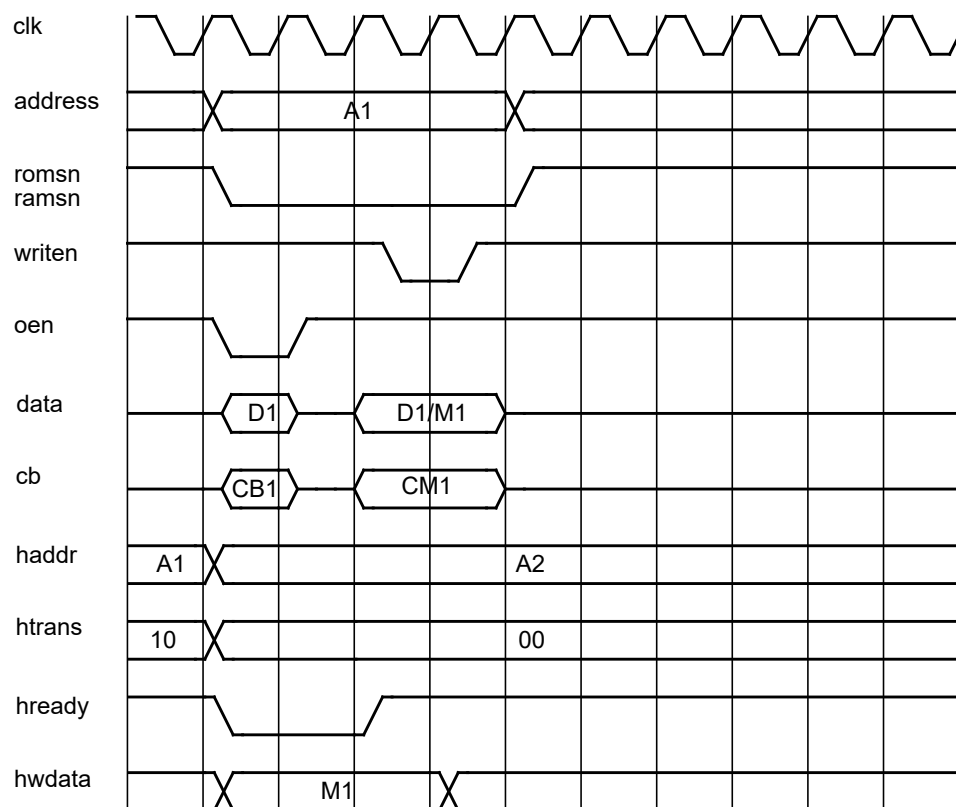 clk
address
A1
romsn
ramsn
writen
oen
data
D1
D1/M1
cb
CB1
CM1
haddr
A1
A2
htrans
10
00
hready
hwdata
M1